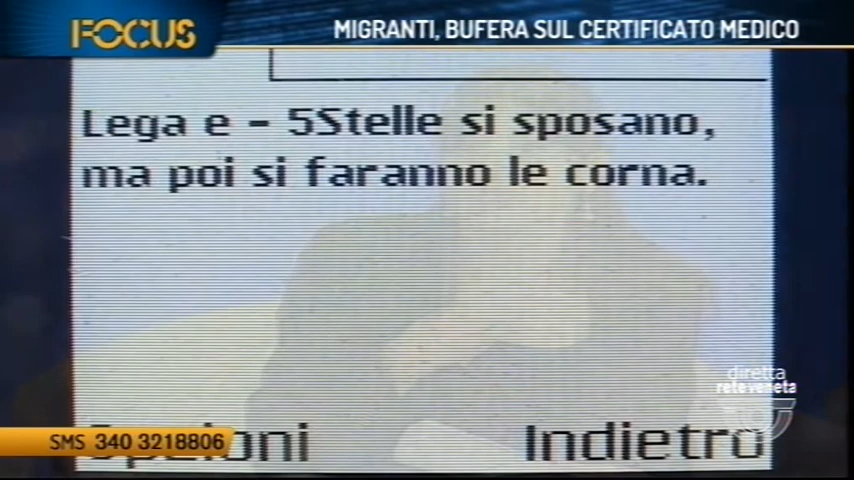 FOCUS
MIGRANTI, BUFERA SUL CERTIFICATO MEDICO
Lega e - 5Stelle si sposano,
ma poi si faranno le corna.
diretta
reteveneta
SMS 340 3218806
Opzioni
Indietro